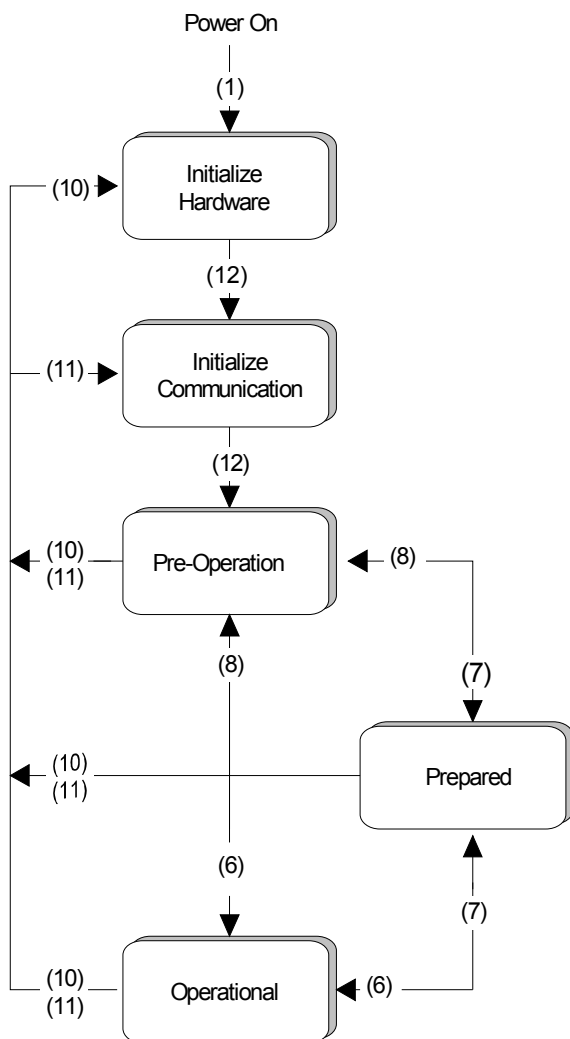 Power On
(1)
Initialize
Hardware
(10)
(12)
Initialize
Communication
(11)
(12)
Pre-Operation
(10)
(11)
(8)
(8)
(7)
Prepared
(10)
(11)
(6)
(7)
Operational
(10)
(11)
(6)